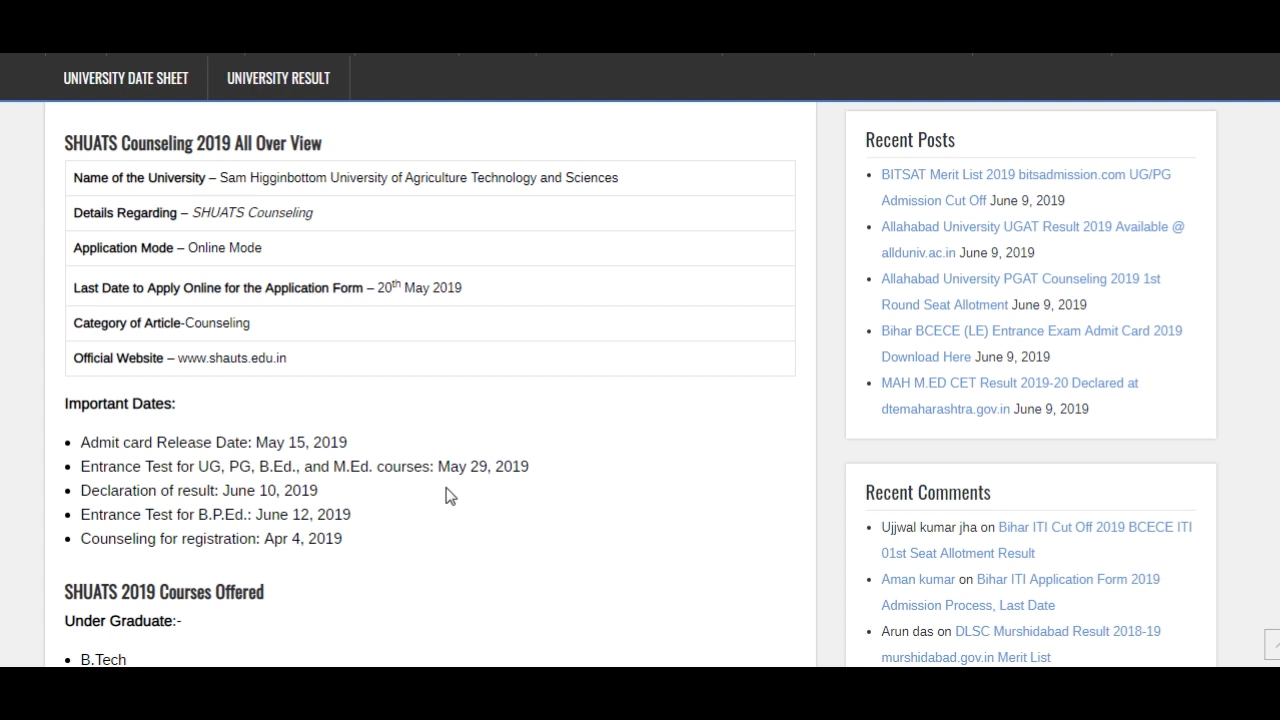 UNIVERSITY DATE SHEET
UNIVERSITY RESULT
SHUATS Counseling 2019 All Over View
Name of the University – Sam Higginbottom University of Agriculture Technology and Sciences
Details Regarding – SHUATS Counseling
Application Mode – Online Mode
Last Date to Apply Online for the Application Form – 20th May 2019
Category of Article-Counseling
Official Website – www.shauts.edu.in
Important Dates:
Admit card Release Date: May 15, 2019
Entrance Test for UG, PG, B.Ed., and M.Ed. courses: May 29, 2019
Declaration of result: June 10, 2019
Entrance Test for B.P.Ed.: June 12, 2019
Counseling for registration: Apr 4, 2019
SHUATS 2019 Courses Offered
Under Graduate:-
B.Tech
Recent Posts
BITSAT Merit List 2019 bitsadmission.com UG/PG
Admission Cut Off June 9, 2019
Allahabad University UGAT Result 2019 Available @
allduniv.ac.in June 9, 2019
Allahabad University PGAT Counseling 2019 1st
Round Seat Allotment June 9, 2019
Bihar BCECE (LE) Entrance Exam Admit Card 2019
Download Here June 9, 2019
MAH M.ED CET Result 2019-20 Declared at
dtemaharashtra.gov.in June 9, 2019
Recent Comments
Ujjwal kumar jha on Bihar ITI Cut Off 2019 BCECE ITI
01st Seat Allotment Result
Aman kumar on Bihar ITI Application Form 2019
Admission Process, Last Date
Arun das on DLSC Murshidabad Result 2018-19
murshidabad.gov.in Merit List